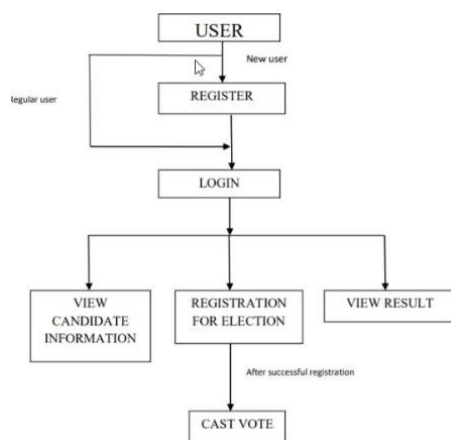 USER
New user
legular user
REGISTER
LOGIN
VIEW
CANDIDATE
INFORMATION
REGISTRATION
FOR ELECTION
VIEW RESULT
After successful registration
CAST VOTE